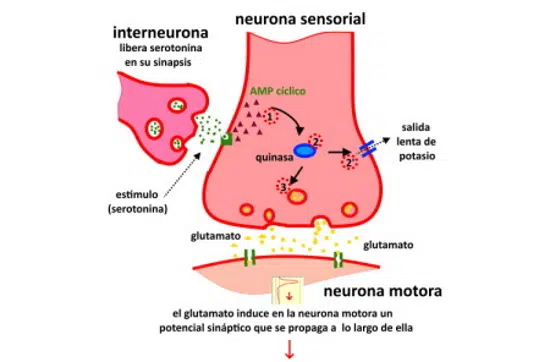 neurona sensorial
interneurona
libera serotonina
en su sinapsis
AMP cíclico
1
2
quinasa
2
salida
lenta de
potasio
3
estimulo
(serotonina)
glutamato
glutamato
neurona motora
el glutamato induce en la neurona motora un
potencial sináptico que se propaga a lo largo de ella